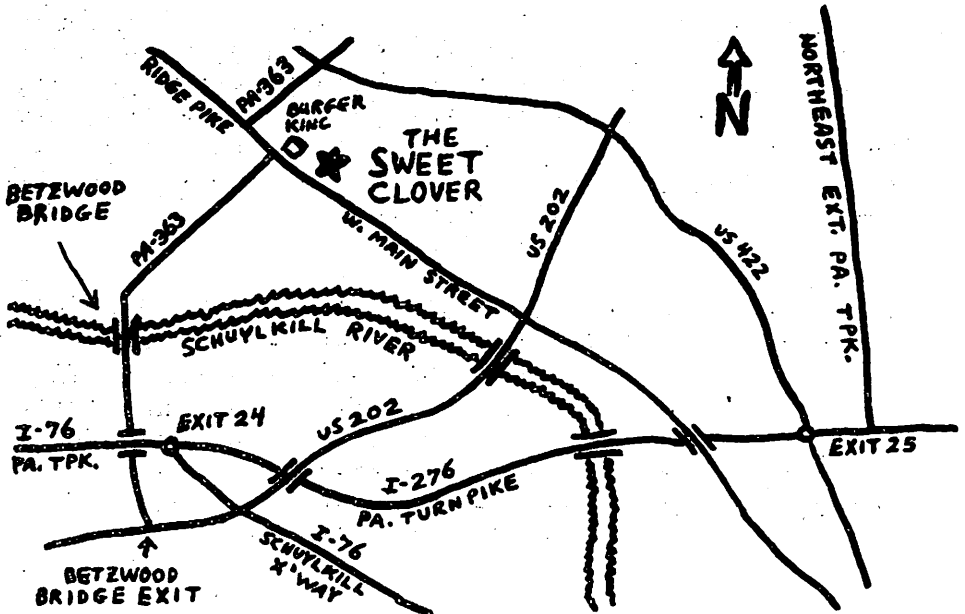 RIDGE PIKE
PA-363
BURGER
KING
THE
SWEET
CLOVER
N
NORTHEAST EXT. PA. TPK.
BETZWOOD
BRIDGE
PA-363
W. MAIN STREET
US 202
US 422
SCHUYLKILL RIVER
EXIT 24
I-76
PA. TPK.
US 202
I-276
PA. TURNPIKE
EXIT 25
I-76
SCHUYLKILL
X'WAY
BETZWOOD
BRIDGE EXIT